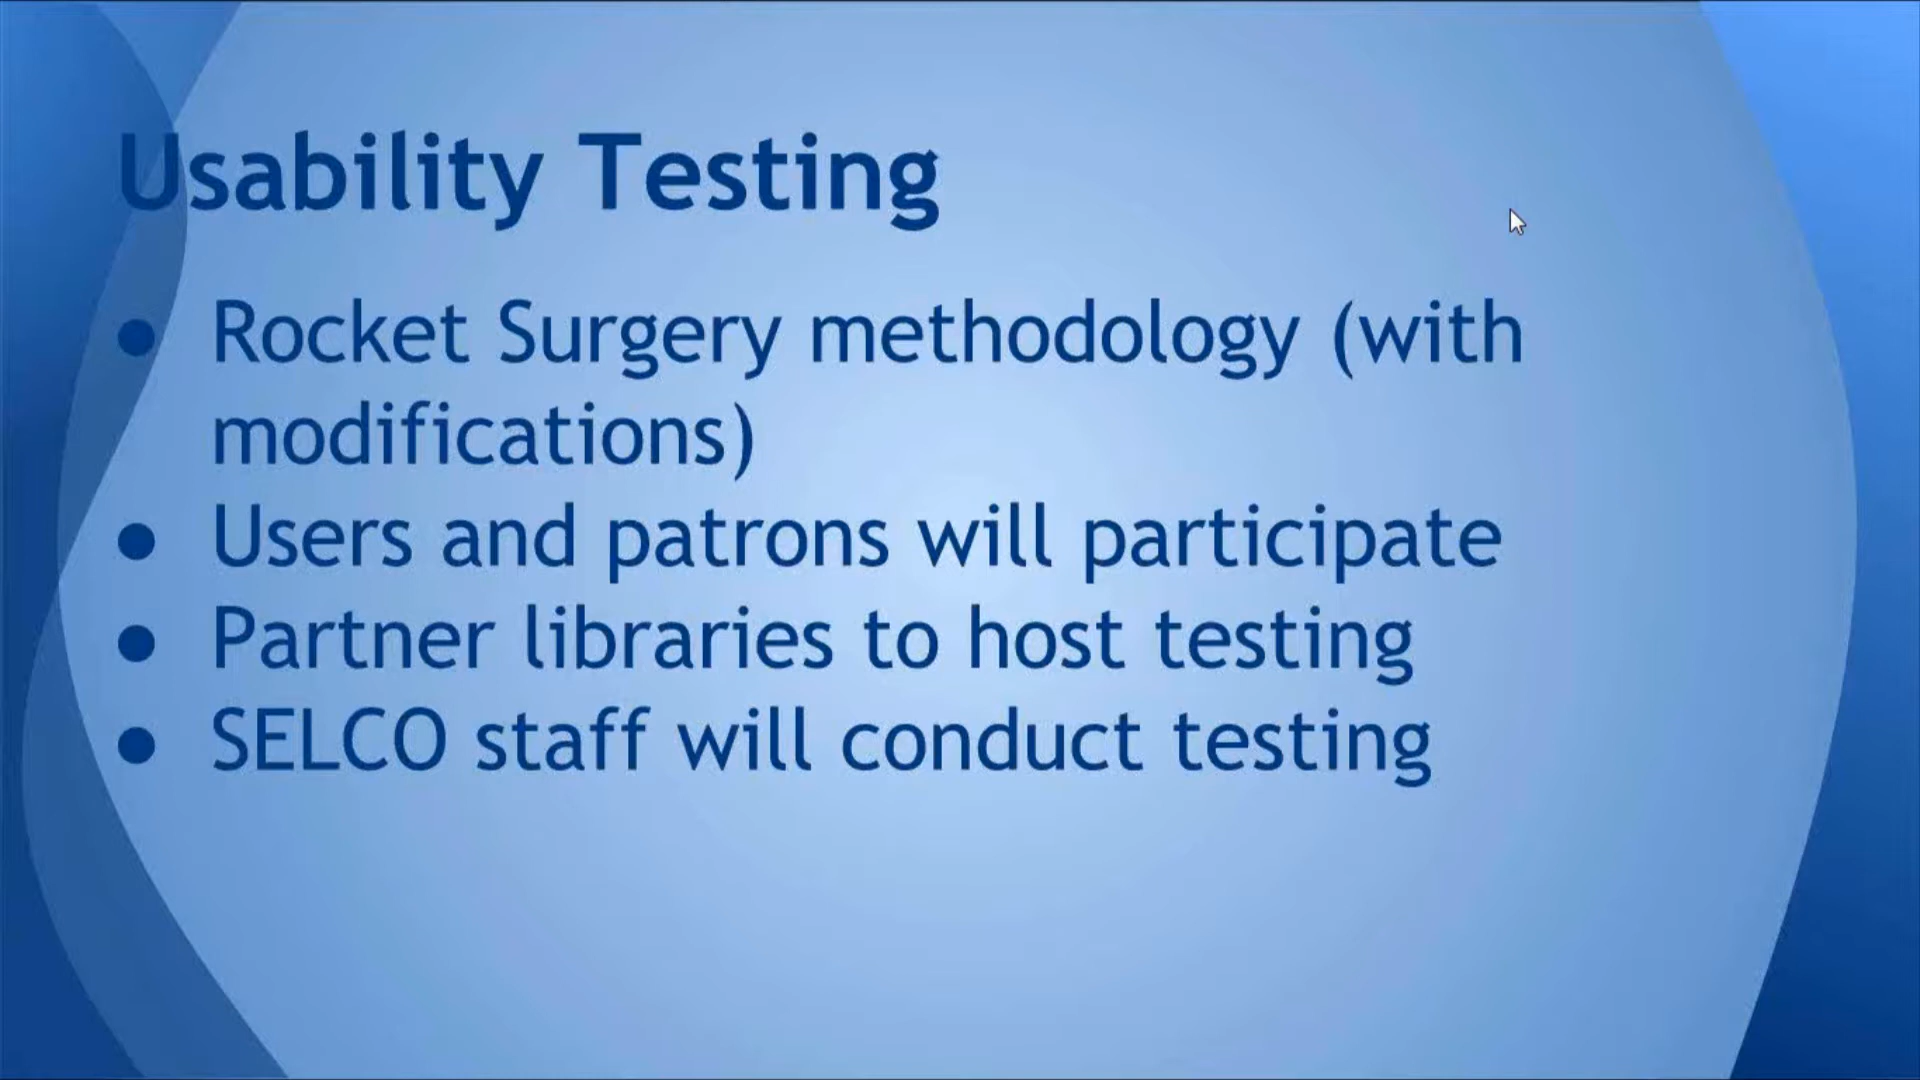 Usability Testing
● Rocket Surgery methodology (with
modifications)
● Users and patrons will participate
● Partner libraries to host testing
● SELCO staff will conduct testing